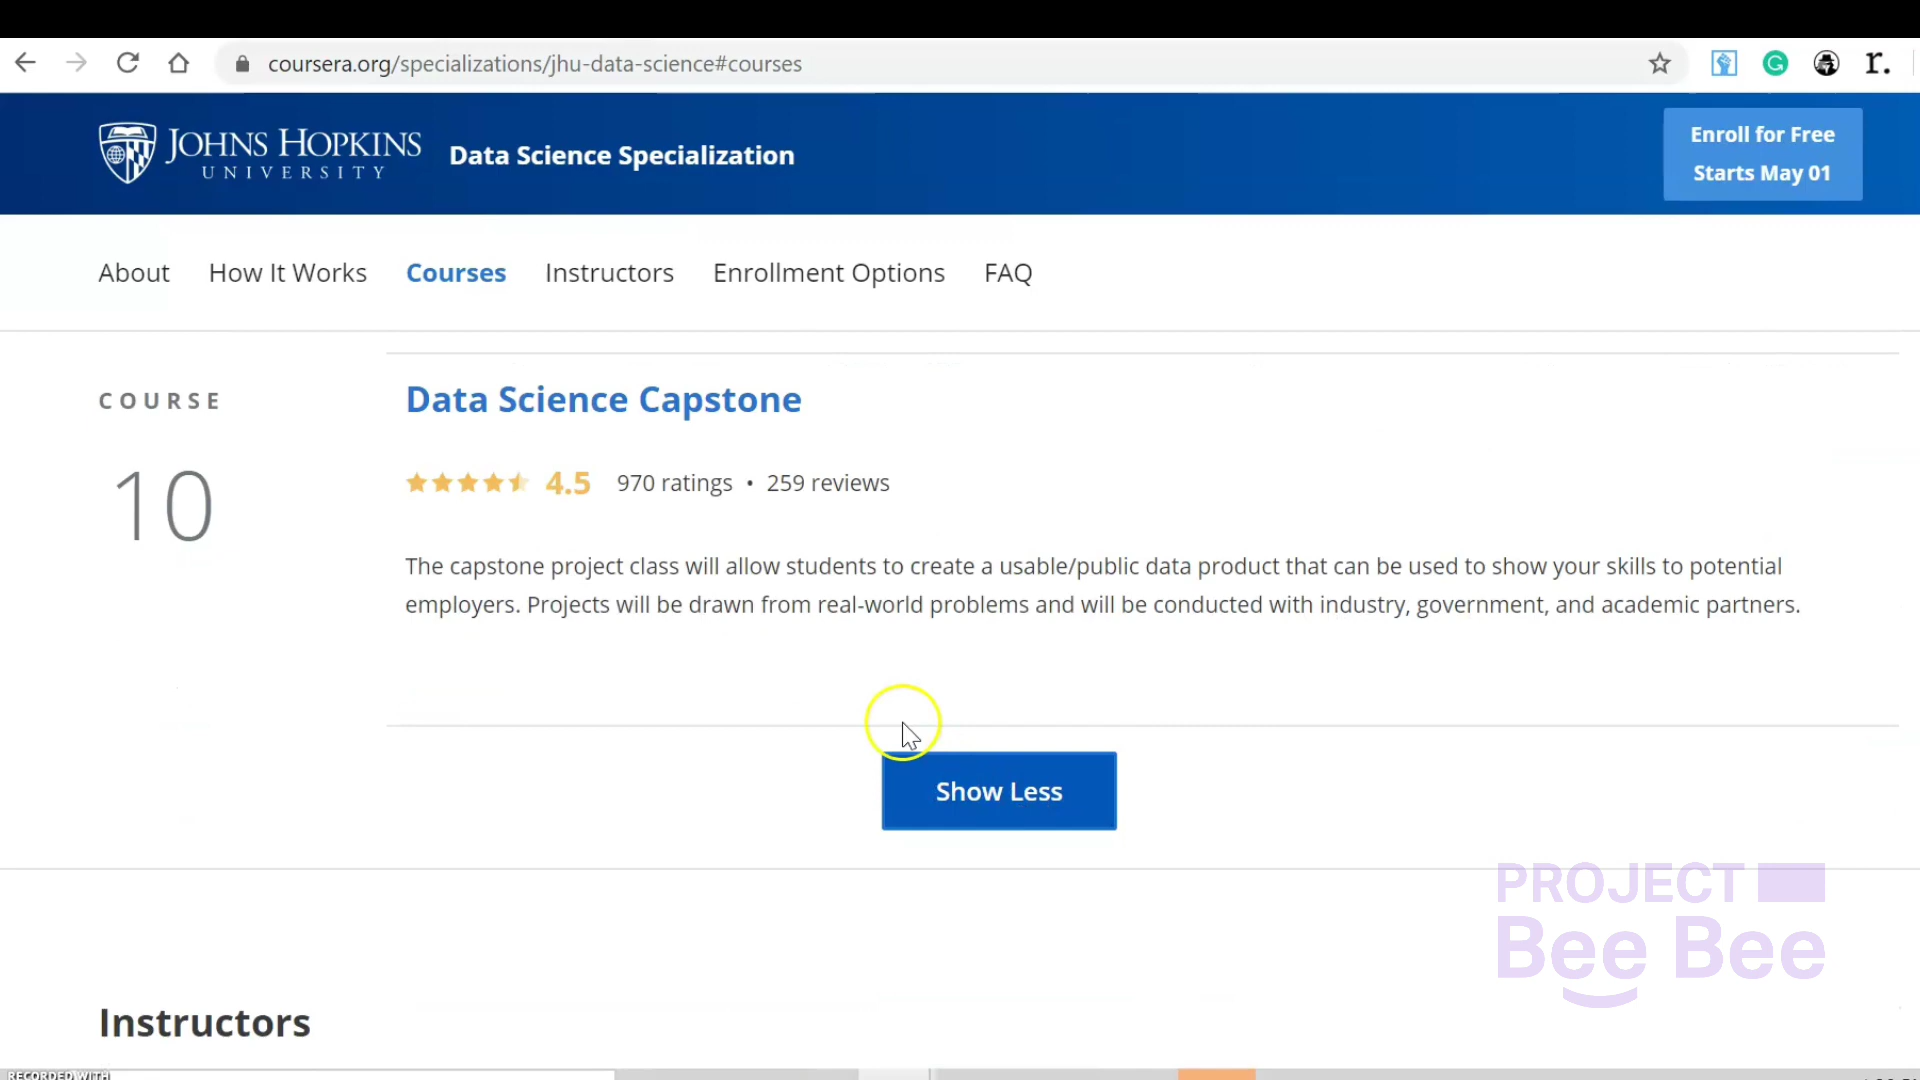 coursera.org/specializations/jhu-data-science#courses
r.
JOHNS HOPKINS
UNIVERSITY
Data Science Specialization
Enroll for Free
Starts May 01
About How It Works Courses Instructors Enrollment Options FAQ
COURSE
10
Data Science Capstone
4.5 970 ratings • 259 reviews
The capstone project class will allow students to create a usable/public data product that can be used to show your skills to potential
employers. Projects will be drawn from real-world problems and will be conducted with industry, government, and academic partners.
Show Less
PROJECT
Bee Bee
Instructors
RECORDED WITH